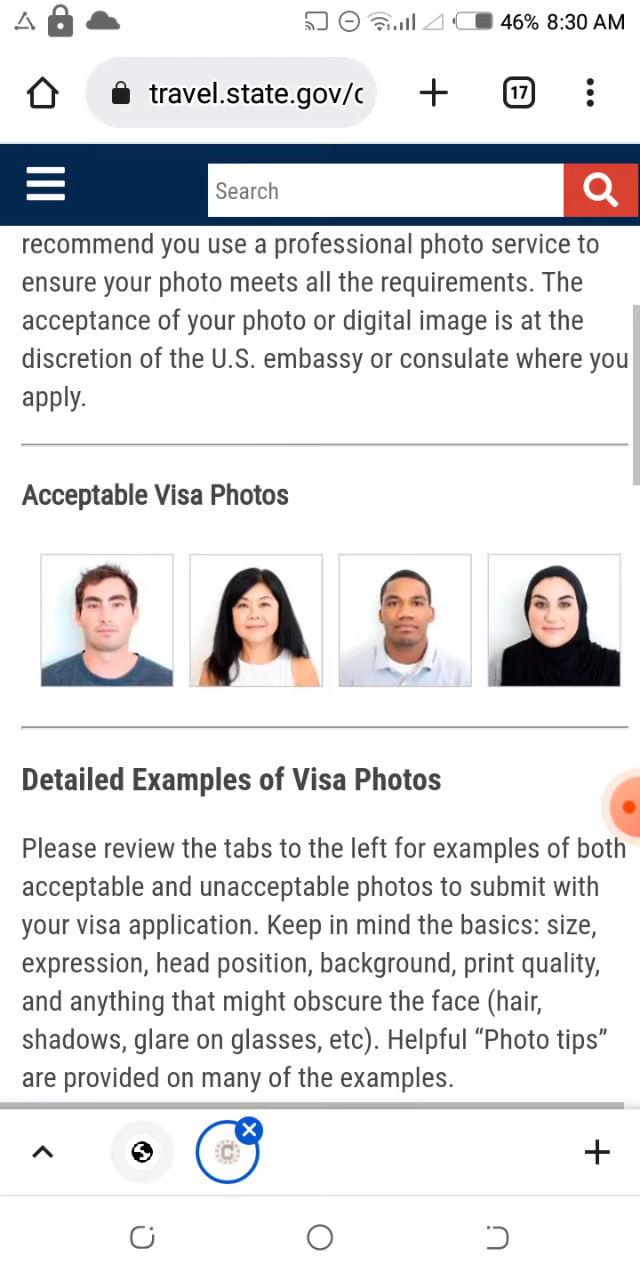 46% 8:30 AM
travel.state.gov/c
17
Search
recommend you use a professional photo service to
ensure your photo meets all the requirements. The
acceptance of your photo or digital image is at the
discretion of the U.S. embassy or consulate where you
apply.
Acceptable Visa Photos
Detailed Examples of Visa Photos
Please review the tabs to the left for examples of both
acceptable and unacceptable photos to submit with
your visa application. Keep in mind the basics: size,
expression, head position, background, print quality,
and anything that might obscure the face (hair,
shadows, glare on glasses, etc). Helpful “Photo tips”
are provided on many of the examples.
C